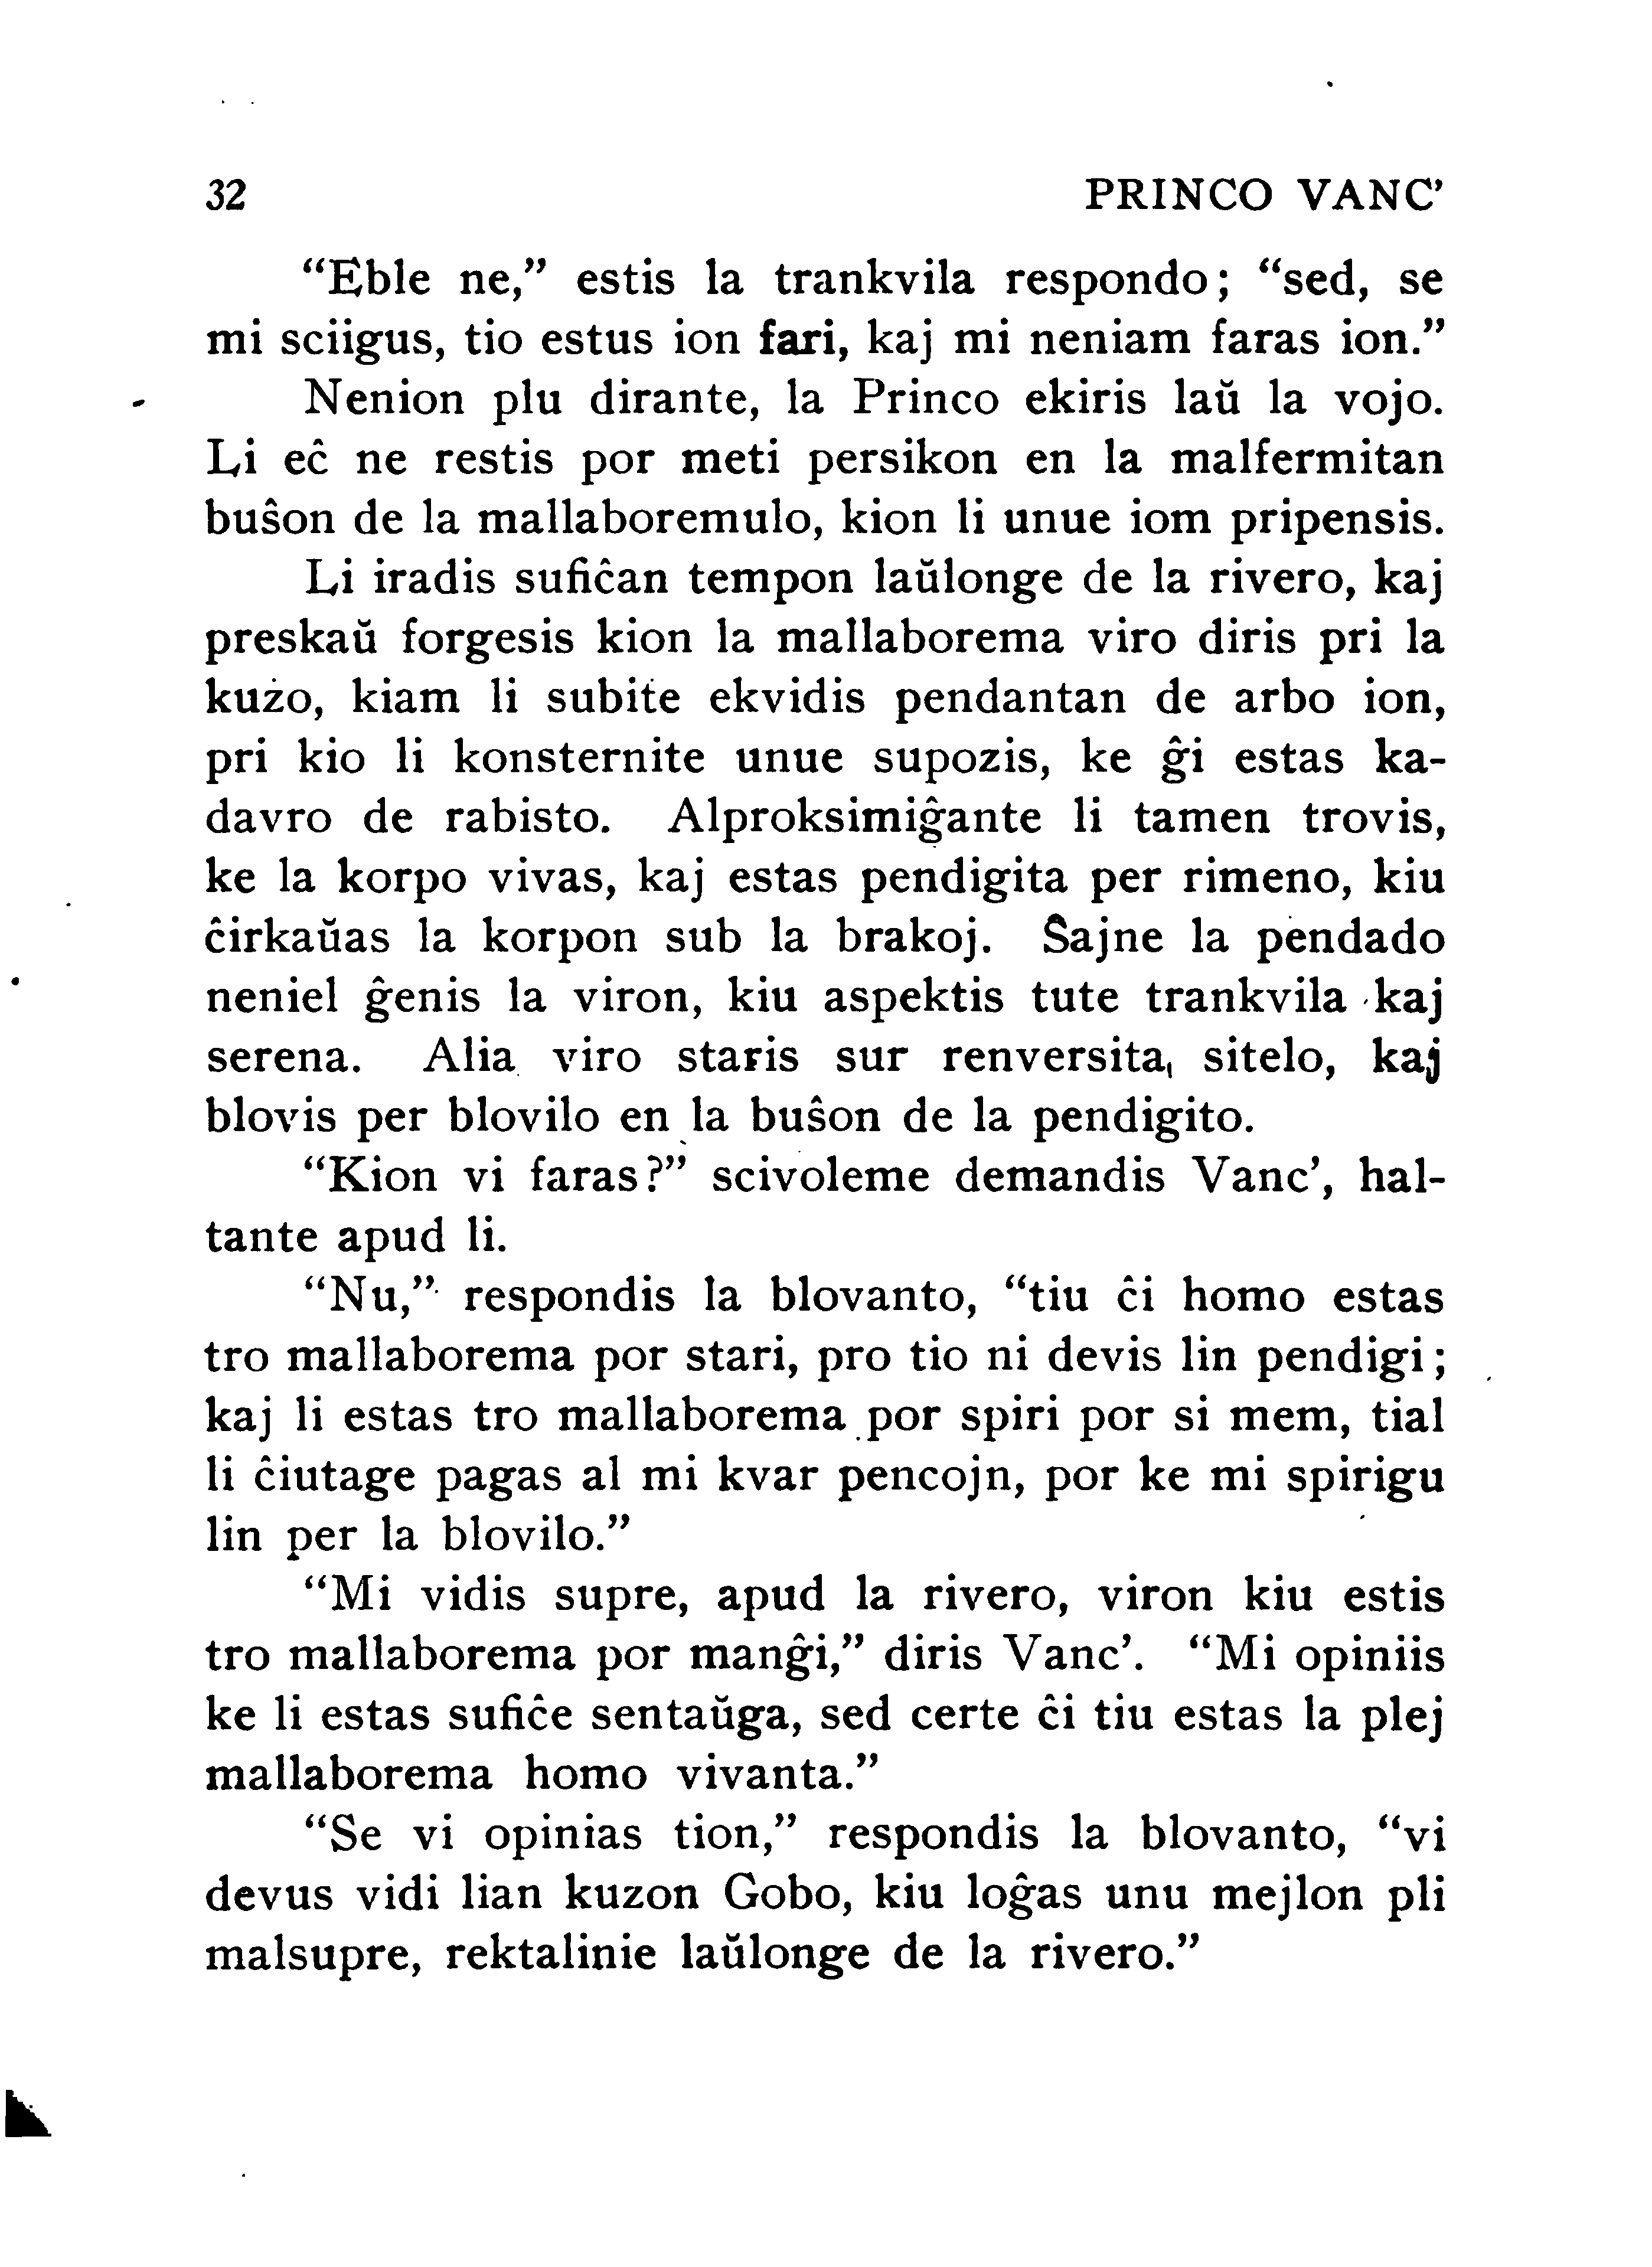 32 PRINCO VANC’
“Eble ne,” estis la trankvila respondo; “sed, se
mi sciigus, tio estus ion fari, kaj mi neniam faras ion.”
Nenion plu dirante, la Princo ekiris laŭ la vojo.
Li eĉ ne restis por meti persikon en la malfermitan
buŝon de la mallaboremulo, kion li unue iom pripensis.
Li iradis sufiĉan tempon laŭlonge de la rivero, kaj
preskaŭ forgesis kion la mallaborema viro diris pri la
kuzo, kiam li subite ekvidis pendantan de arbo ion,
pri kio li konsternite unue supozis, ke ĝi estas ka-
davro de rabisto. Alproksimiĝante li tamen trovis,
ke la korpo vivas, kaj estas pendigita per rimeno, kiu
ĉirkaŭas la korpon sub la brakoj. Ŝajne la pendado
neniel ĝenis la viron, kiu aspektis tute trankvila kaj
serena. Alia viro staris sur renversita sitelo, kaj
blovis per blovilo en la buŝon de la pendigito.
“Kion vi faras?” scivoleme demandis Vanc’, hal-
tante apud li.
“Nu,” respondis la blovanto, “tiu ĉi homo estas
tro mallaborema por stari, pro tio ni devis lin pendigi;
kaj li estas tro mallaborema por spiri por si mem, tial
li ĉiutage pagas al mi kvar pencojn, por ke mi spirigu
lin per la blovilo.”
“Mi vidis supre, apud la rivero, viron kiu estis
tro mallaborema por manĝi,” diris Vanc’. “Mi opiniis
ke li estas sufiĉe sentaŭga, sed certe ĉi tiu estas la plej
mallaborema homo vivanta.”
“Se vi opinias tion,” respondis la blovanto, “vi
devus vidi lian kuzon Gobo, kiu loĝas unu mejlon pli
malsupre, rektalinie laŭlonge de la rivero.”